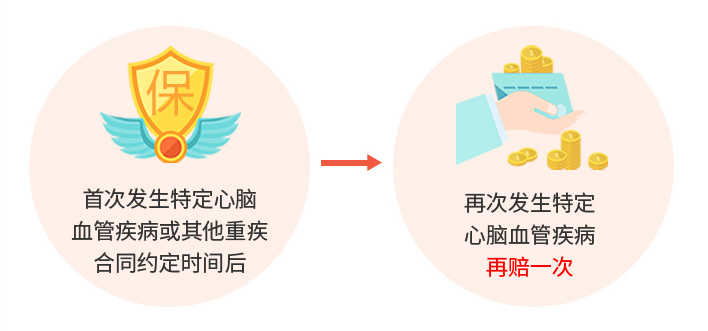 保
首次发生特定心脑
血管疾病或其他重疾
合同约定时间后
再次发生特定
心脑血管疾病
再赔一次